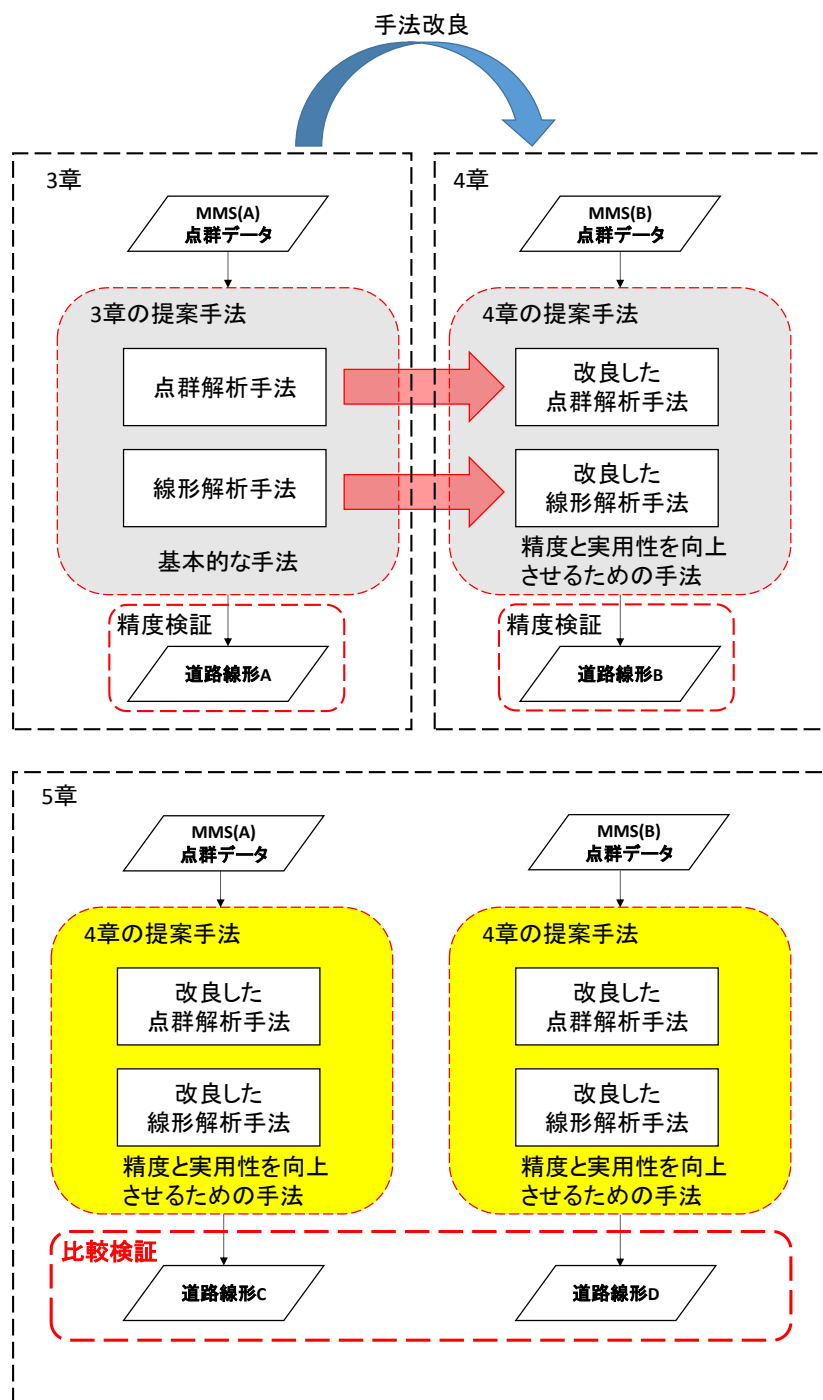 手法改良
3章
MMS(A)
点群データ
3章の提案手法
点群解析手法
線形解析手法
基本的な手法
精度検証
道路線形A
4章
MMS(B)
点群データ
4章の提案手法
改良した
点群解析手法
改良した
線形解析手法
精度と実用性を向上
させるための手法
精度検証
道路線形B
5章
MMS(A)
点群データ
4章の提案手法
改良した
点群解析手法
改良した
線形解析手法
精度と実用性を向上
させるための手法
MMS(B)
点群データ
4章の提案手法
改良した
点群解析手法
改良した
線形解析手法
精度と実用性を向上
させるための手法
比較検証
道路線形C
道路線形D